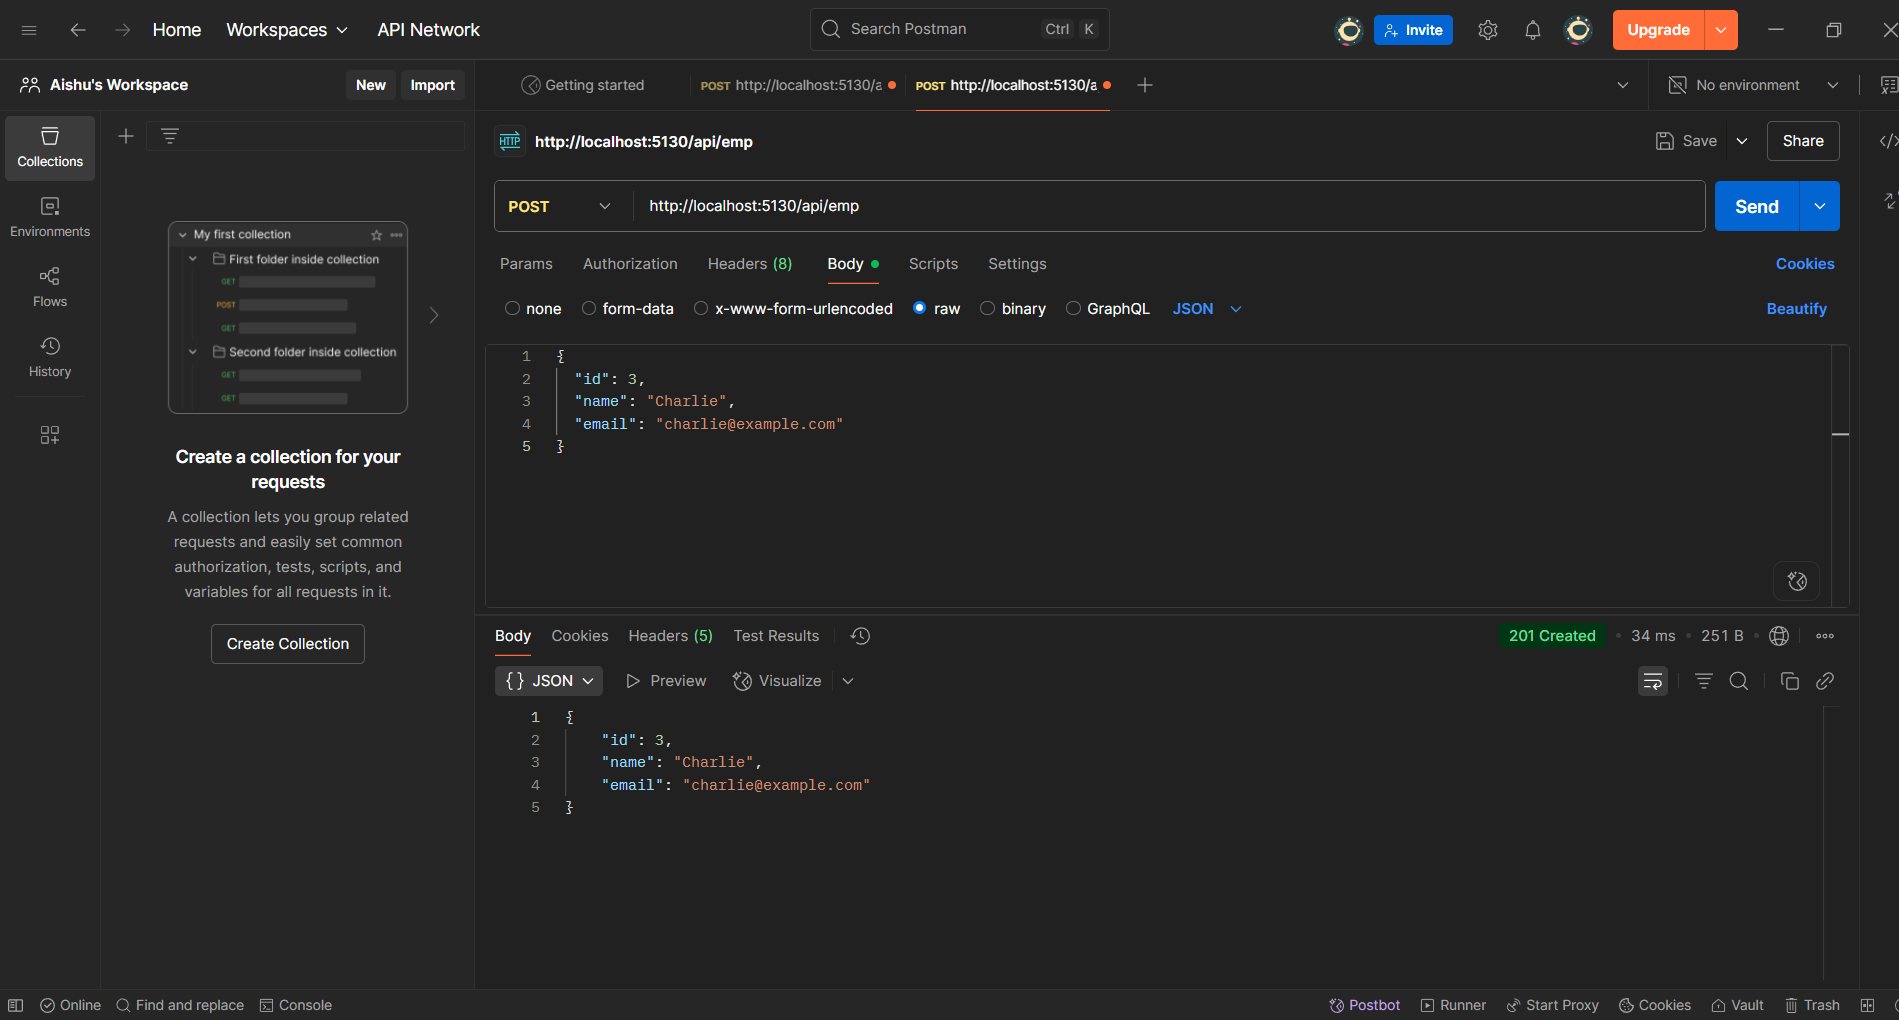 Home Workspaces API Network Search Postman Ctrl K Invite Upgrade
Aishu's Workspace New Import Getting started POST http://localhost:5130/a POST http://localhost:5130/a No environment
Collections
Environments
Flows
History
My first collection
First folder inside collection
GET
POST
GET
Second folder inside collection
GET
GET
Create a collection for your
requests
A collection lets you group related
requests and easily set common
authorization, tests, scripts, and
variables for all requests in it.
Create Collection
HTTP http://localhost:5130/api/emp Save Share
POST http://localhost:5130/api/emp Send
Params Authorization Headers (8) Body Scripts Settings Cookies
none form-data x-www-form-urlencoded raw binary GraphQL JSON Beautify
1 {
2 "id": 3,
3 "name": "Charlie",
4 "email": "charlie@example.com"
5 }
Body Cookies Headers (5) Test Results 201 Created 34 ms 251 B
{} JSON Preview Visualize
1 {
2 "id": 3,
3 "name": "Charlie",
4 "email": "charlie@example.com"
5 }
Online Find and replace Console Postbot Runner Start Proxy Cookies Vault Trash